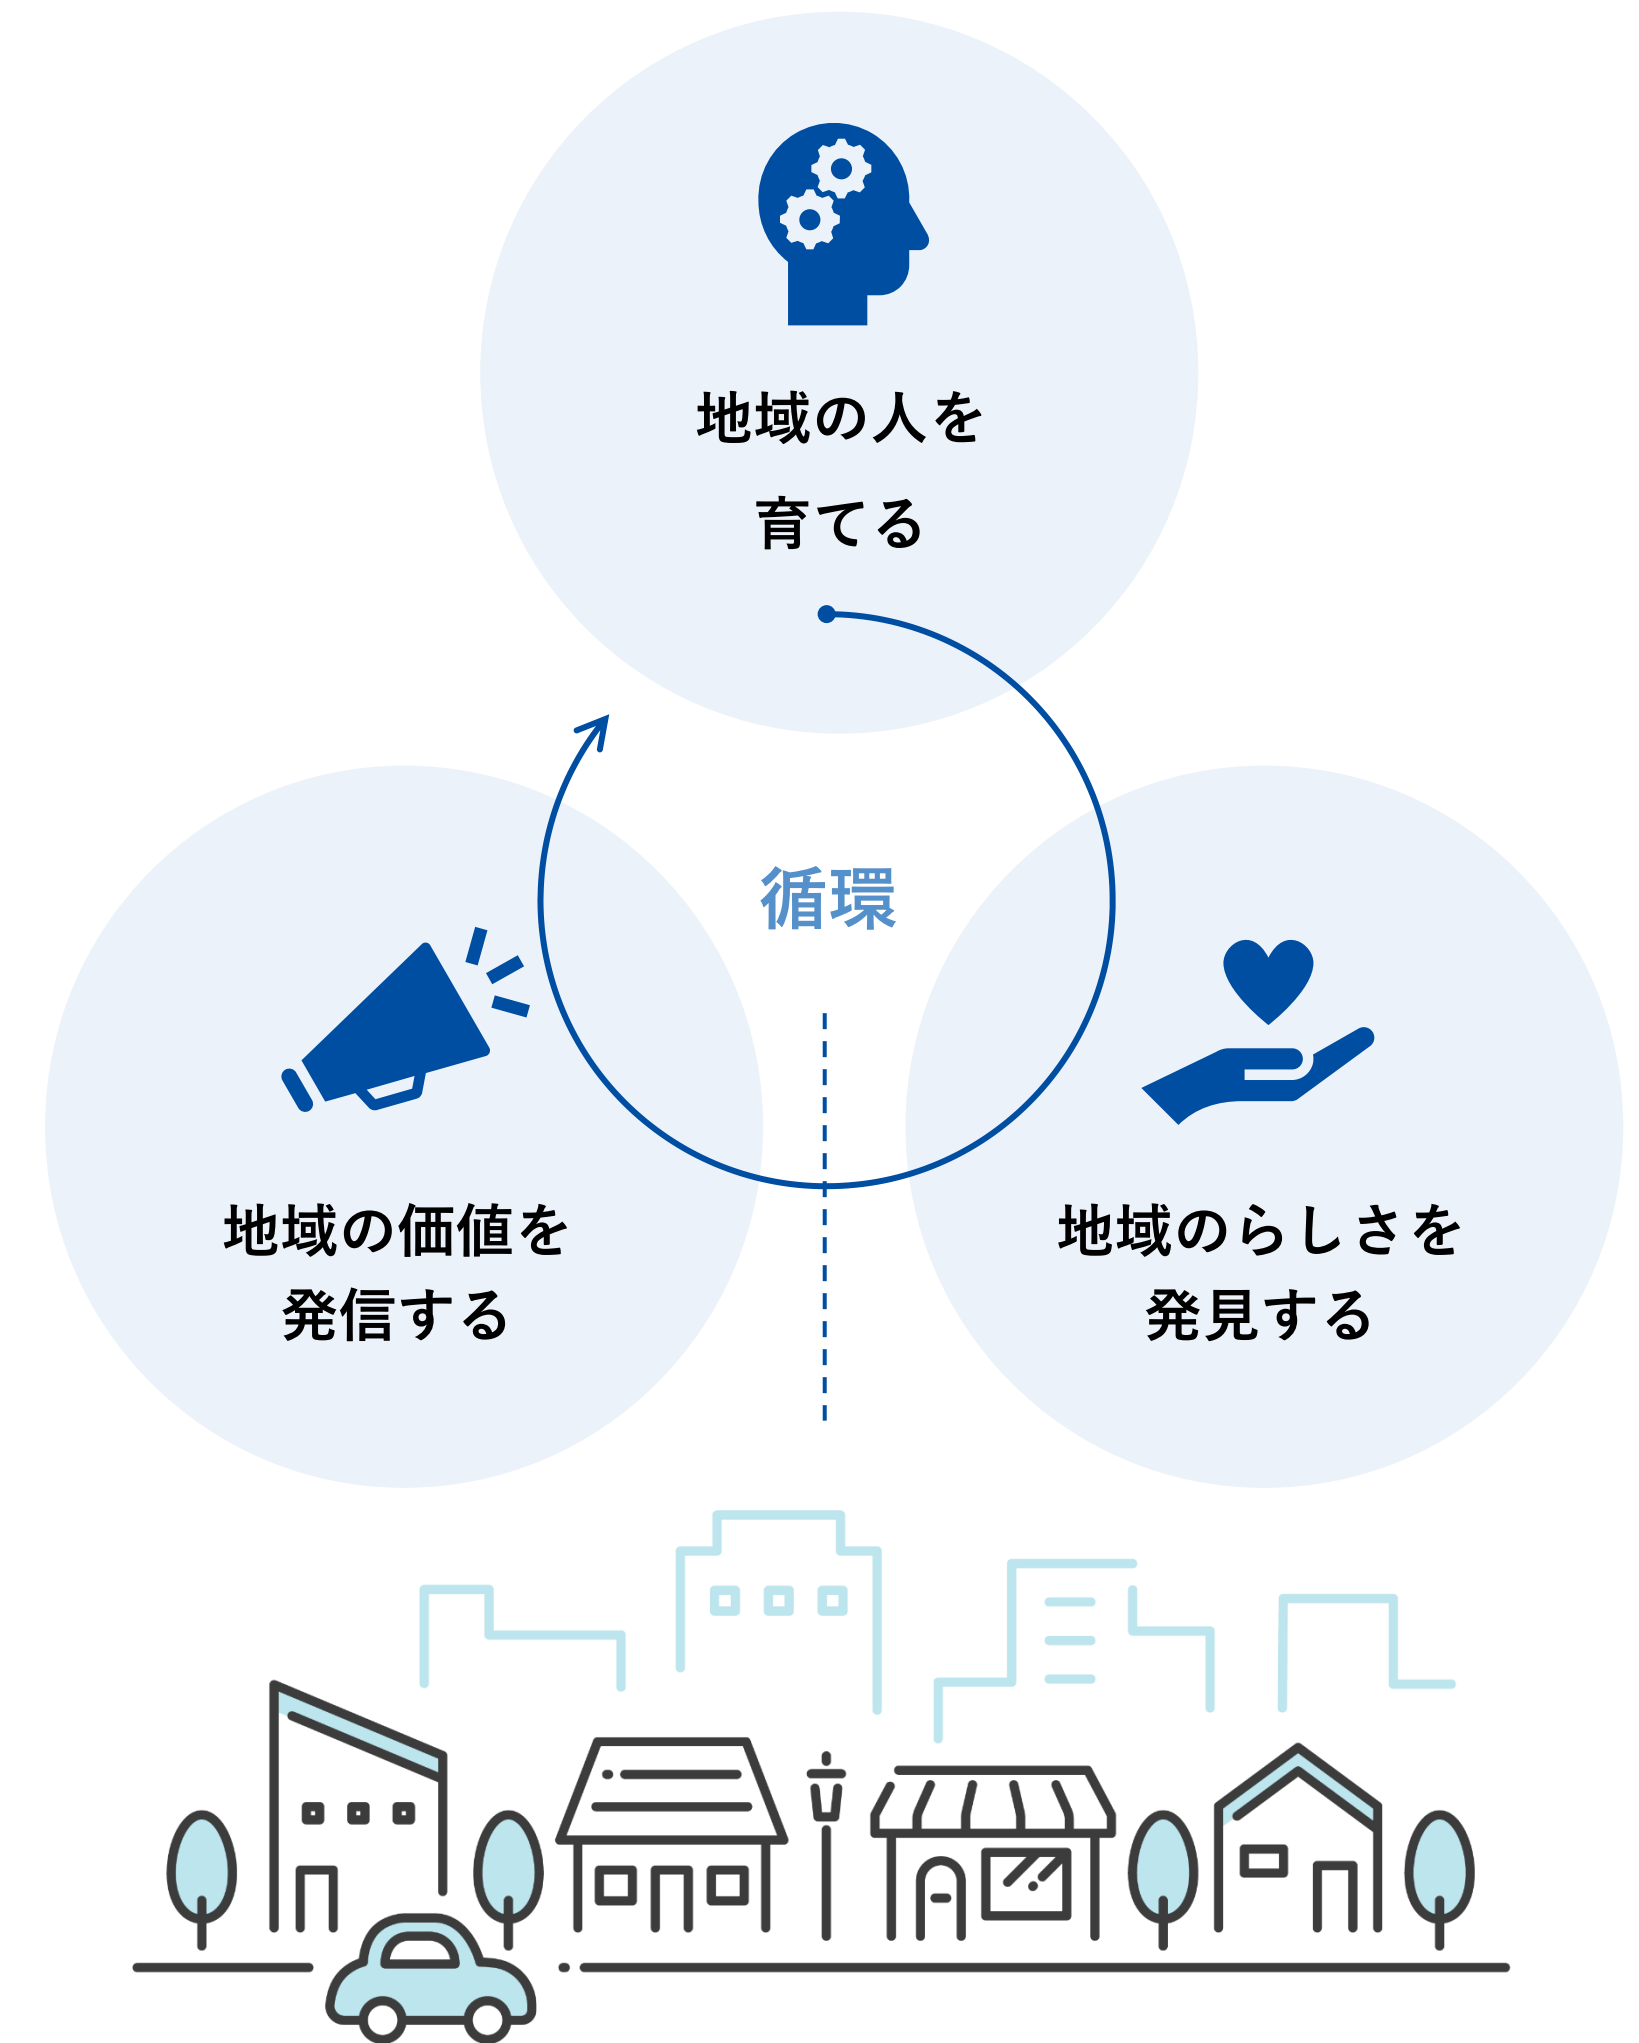 地域の人を
育てる
循環
地域の価値を
発信する
地域のらしさを
発見する